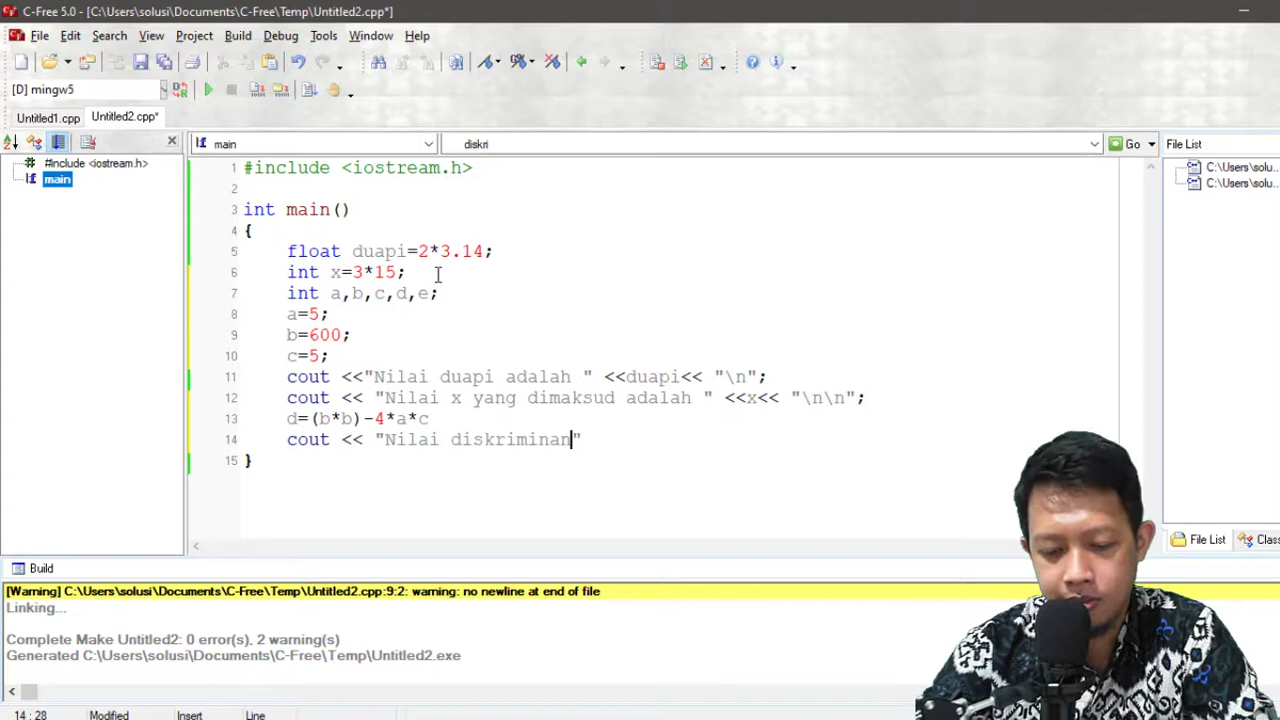 C-Free 5.0 - [C:\Users\solusi\Documents\C-Free\Temp\Untitled2.cpp*]
File Edit Search View Project Build Debug Tools Window Help
[D] mingw5
Untitled1.cpp Untitled2.cpp*
main diskri Go File List
#include <iostream.h>
main
C:\Users\solu...
C:\Users\solu...
1 #include <iostream.h>
2
3 int main()
4 {
5 float duapi=2*3.14;
6 int x=3*15;
7 int a,b,c,d,e;
8 a=5;
9 b=600;
10 c=5;
11 cout <<"Nilai duapi adalah " <<duapi<< "\n";
12 cout << "Nilai x yang dimaksud adalah " <<x<< "\n\n";
13 d=(b*b)-4*a*c
14 cout << "Nilai diskriminan"
15 }
File List Class
Build
[Warning] C:\Users\solusi\Documents\C-Free\Temp\Untitled2.cpp:9:2: warning: no newline at end of file
Linking...
Complete Make Untitled2: 0 error(s), 2 warning(s)
Generated C:\Users\solusi\Documents\C-Free\Temp\Untitled2.exe
14 : 28 Modified Insert Line